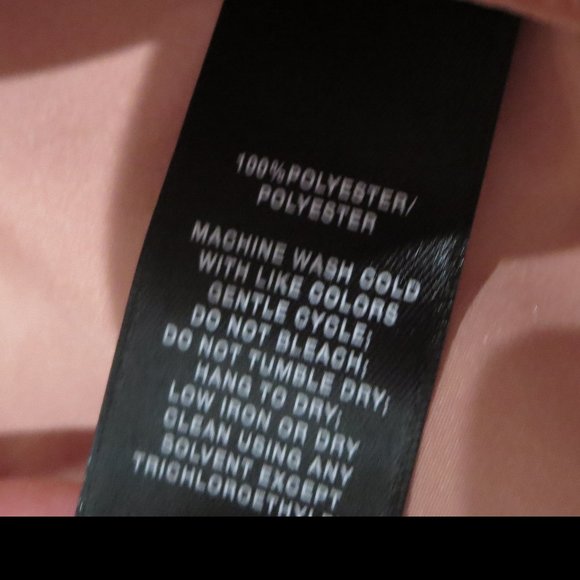 100% POLYESTER/
POLYESTER
MACHINE WASH COLD
WITH LIKE COLORS
GENTLE CYCLE;
DO NOT BLEACH;
DO NOT TUMBLE DRY;
HANG TO DRY;
LOW IRON OR DRY
CLEAN USING ANY
SOLVENT EXCEPT